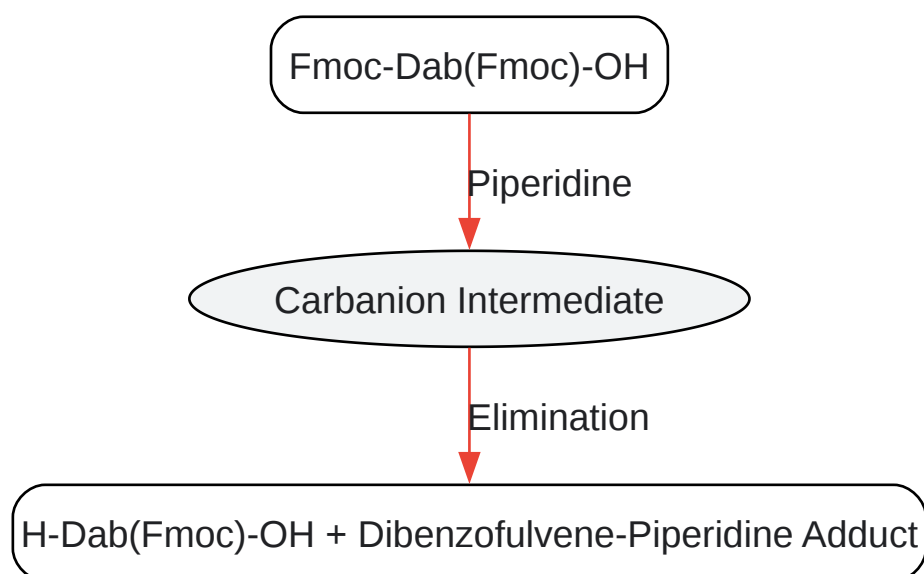 Fmoc-Dab(Fmoc)-OH
Piperidine
Carbanion Intermediate
Elimination
H-Dab(Fmoc)-OH + Dibenzofulvene-Piperidine Adduct